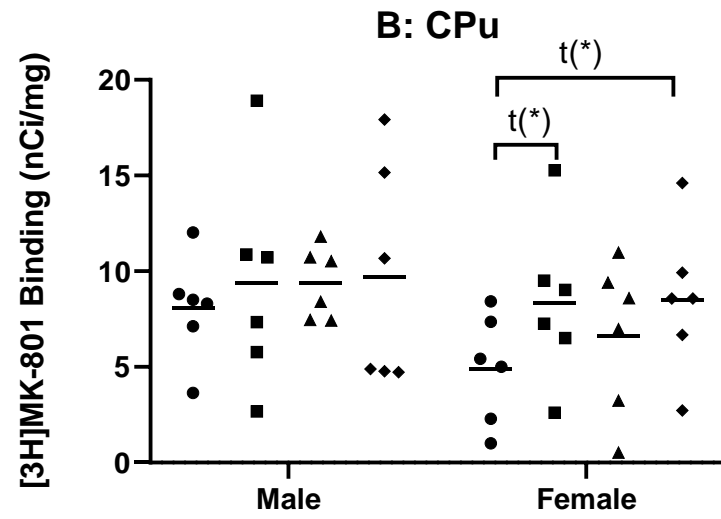 B: CPu
t(*)
t(*)
[3H]MK-801 Binding (nCi/mg)
20
15
10
5
0
Male
Female